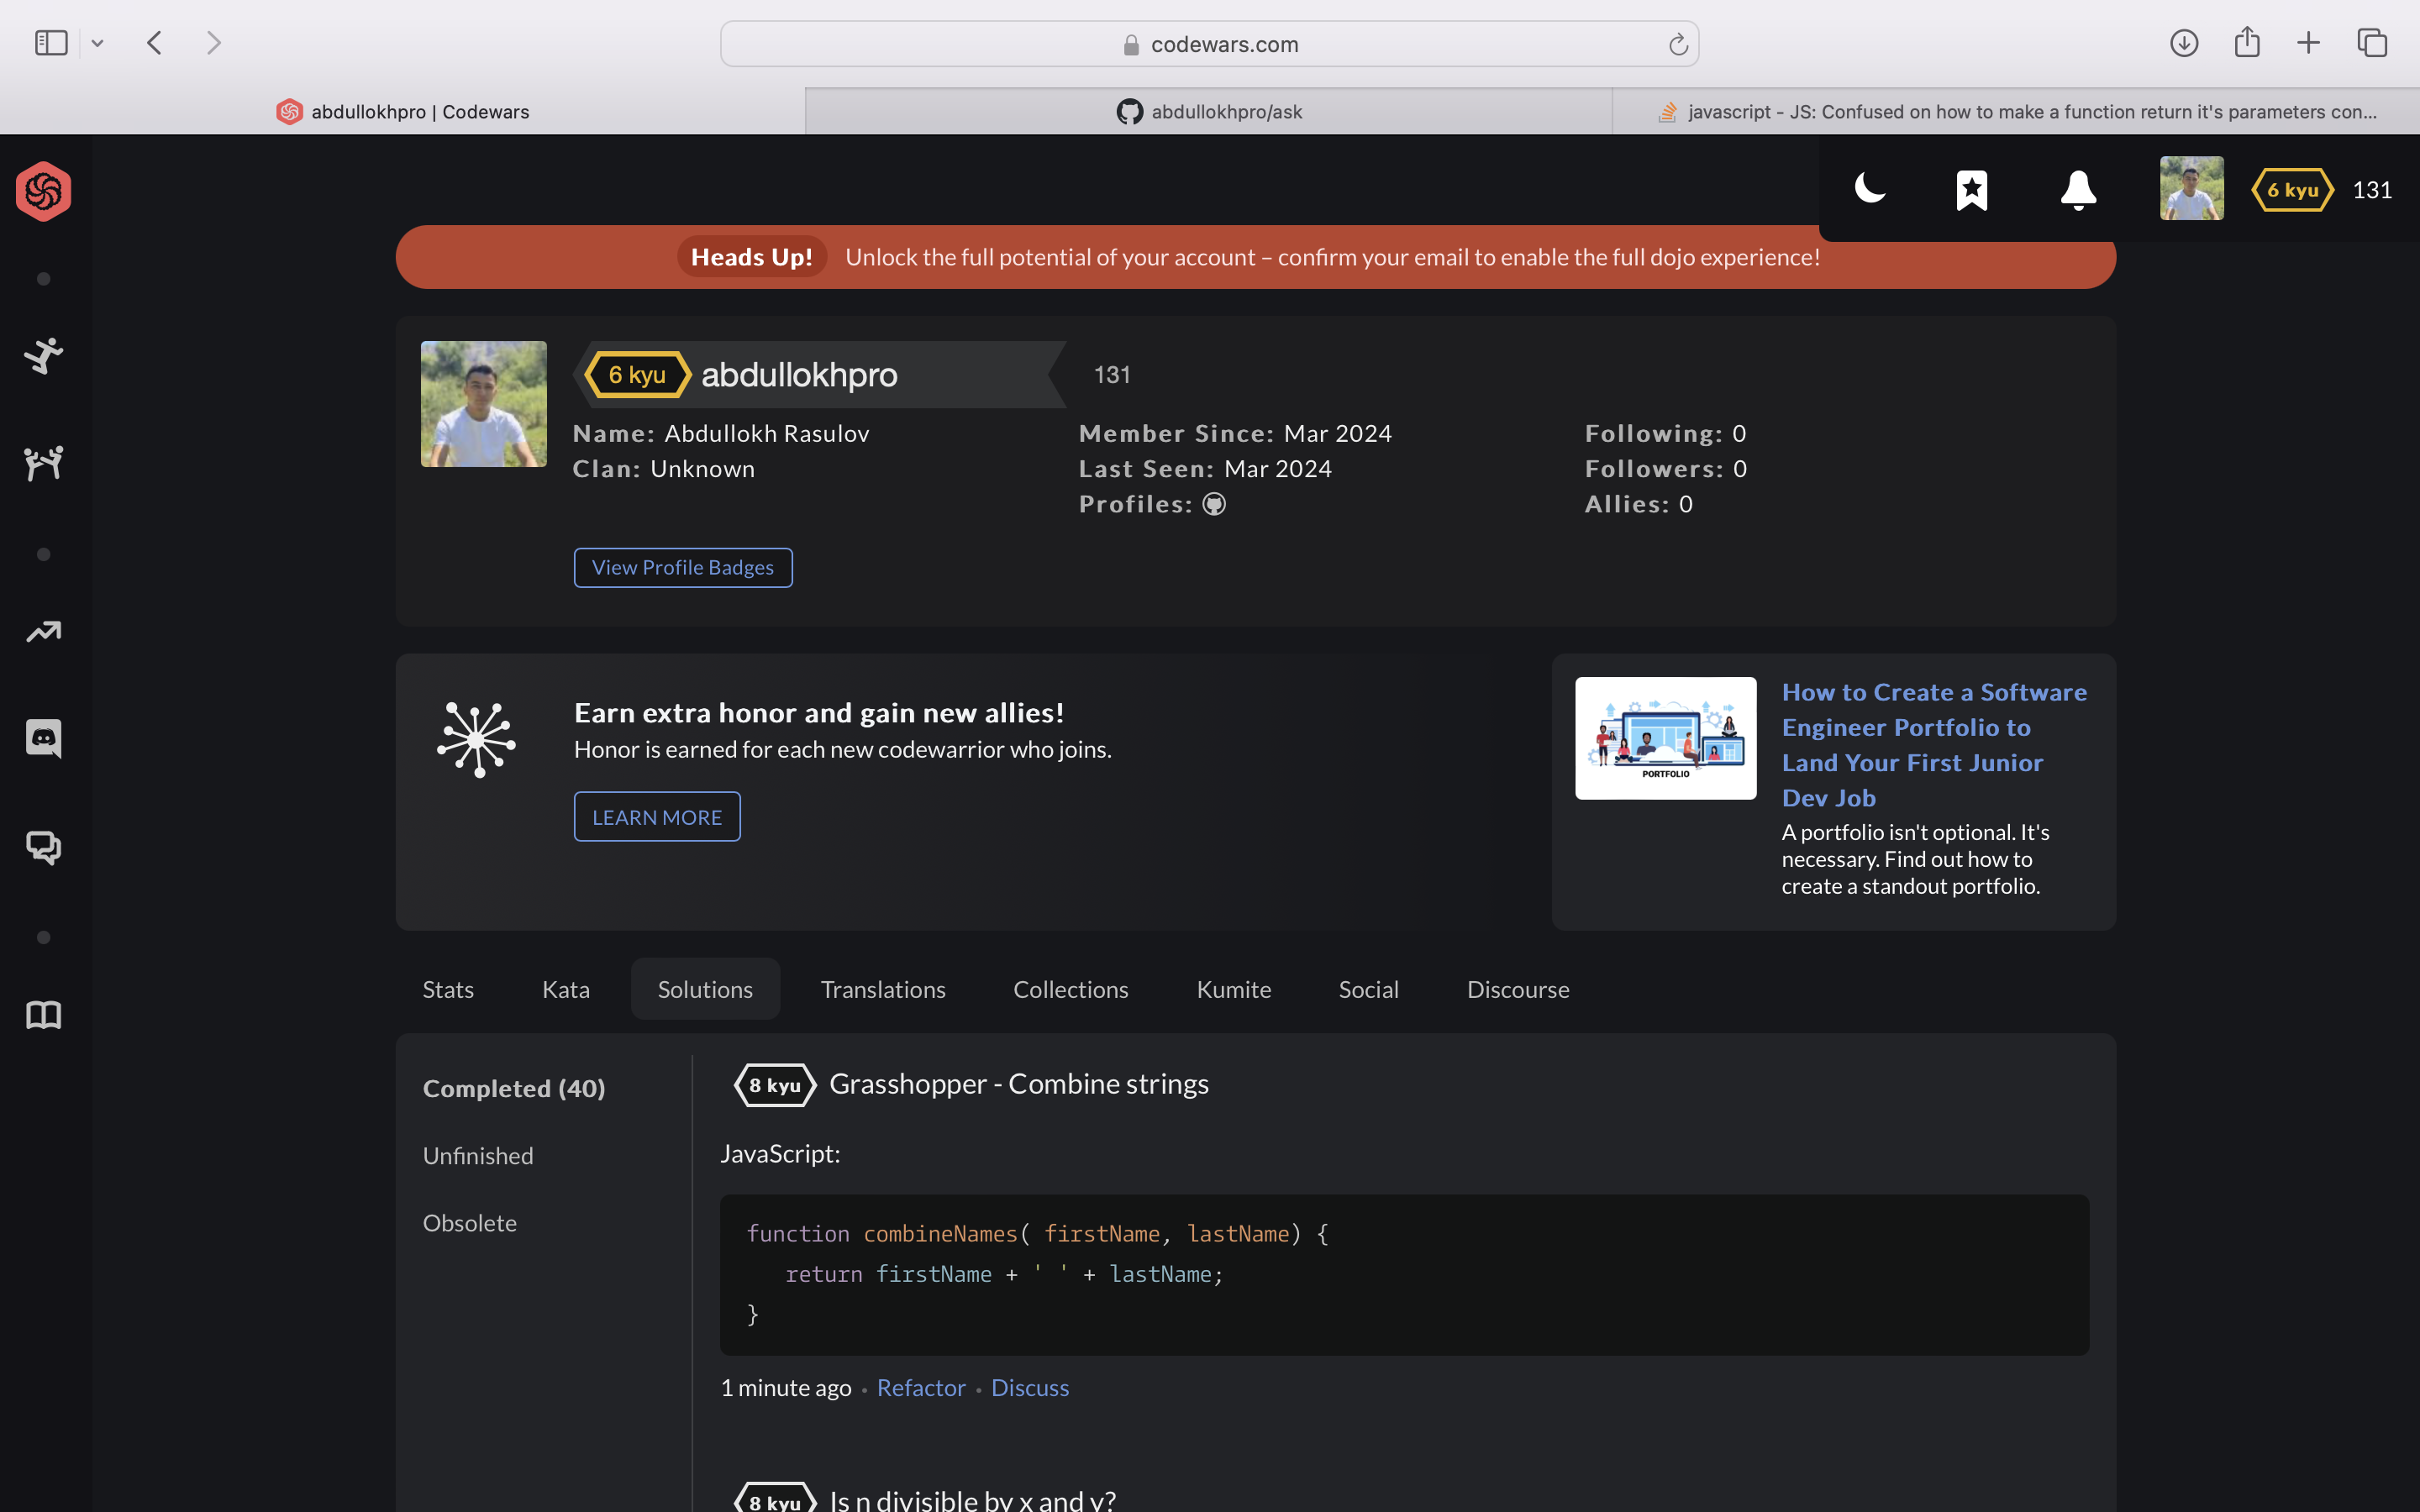 codewars.com
abdullokhpro | Codewars
abdullokhpro/ask
javascript - JS: Confused on how to make a function return it's parameters con...
6 kyu 131
Heads Up! Unlock the full potential of your account – confirm your email to enable the full dojo experience!
6 kyu abdullokhpro 131
Name: Abdullokh Rasulov
Clan: Unknown
Member Since: Mar 2024
Last Seen: Mar 2024
Profiles:
Following: 0
Followers: 0
Allies: 0
View Profile Badges
Earn extra honor and gain new allies!
Honor is earned for each new codewarrior who joins.
LEARN MORE
PORTFOLIO
How to Create a Software
Engineer Portfolio to
Land Your First Junior
Dev Job
A portfolio isn't optional. It's
necessary. Find out how to
create a standout portfolio.
Stats Kata Solutions Translations Collections Kumite Social Discourse
Completed (40)
Unfinished
Obsolete
8 kyu Grasshopper - Combine strings
JavaScript:
function combineNames( firstName, lastName) {
   return firstName + ' ' + lastName;
}
1 minute ago • Refactor • Discuss
8 kyu Is n divisible by x and y?